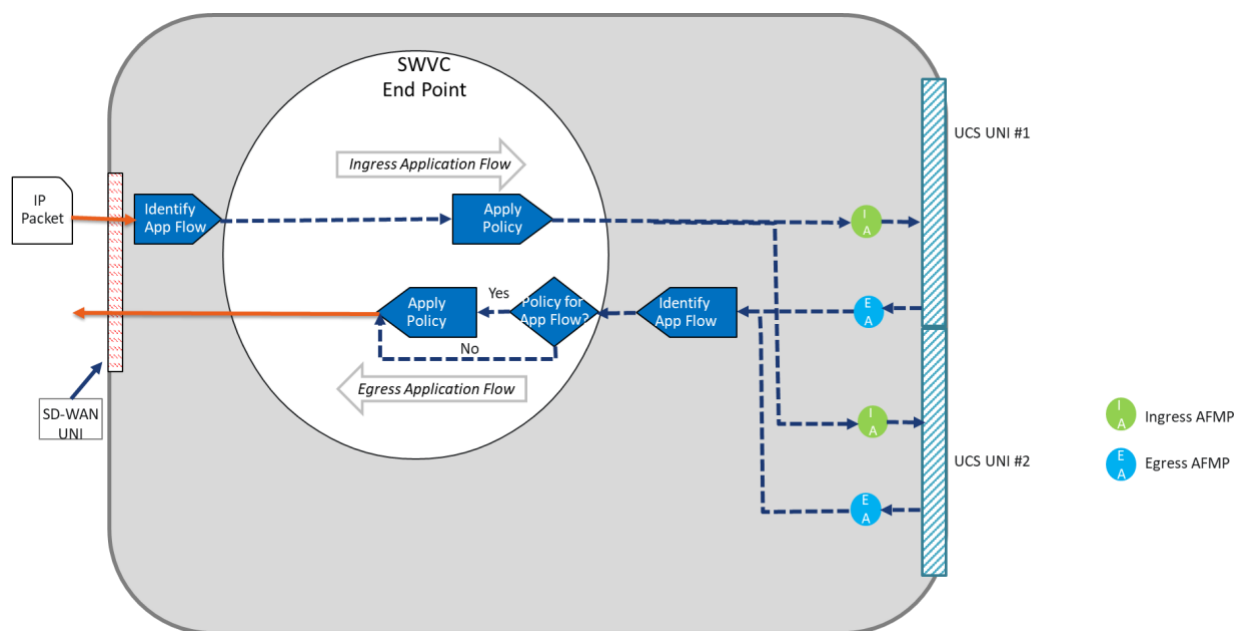 SWVC
End Point
UCS UNI #1
Ingress Application Flow
IP
Packet
Identify
App Flow
Apply
Policy
I
A
Yes
Apply
Policy
Policy for
App Flow?
Identify
App Flow
E
A
No
Egress Application Flow
SD-WAN
UNI
I
A
I
A
Ingress AFMP
UCS UNI #2
E
A
Egress AFMP
E
A